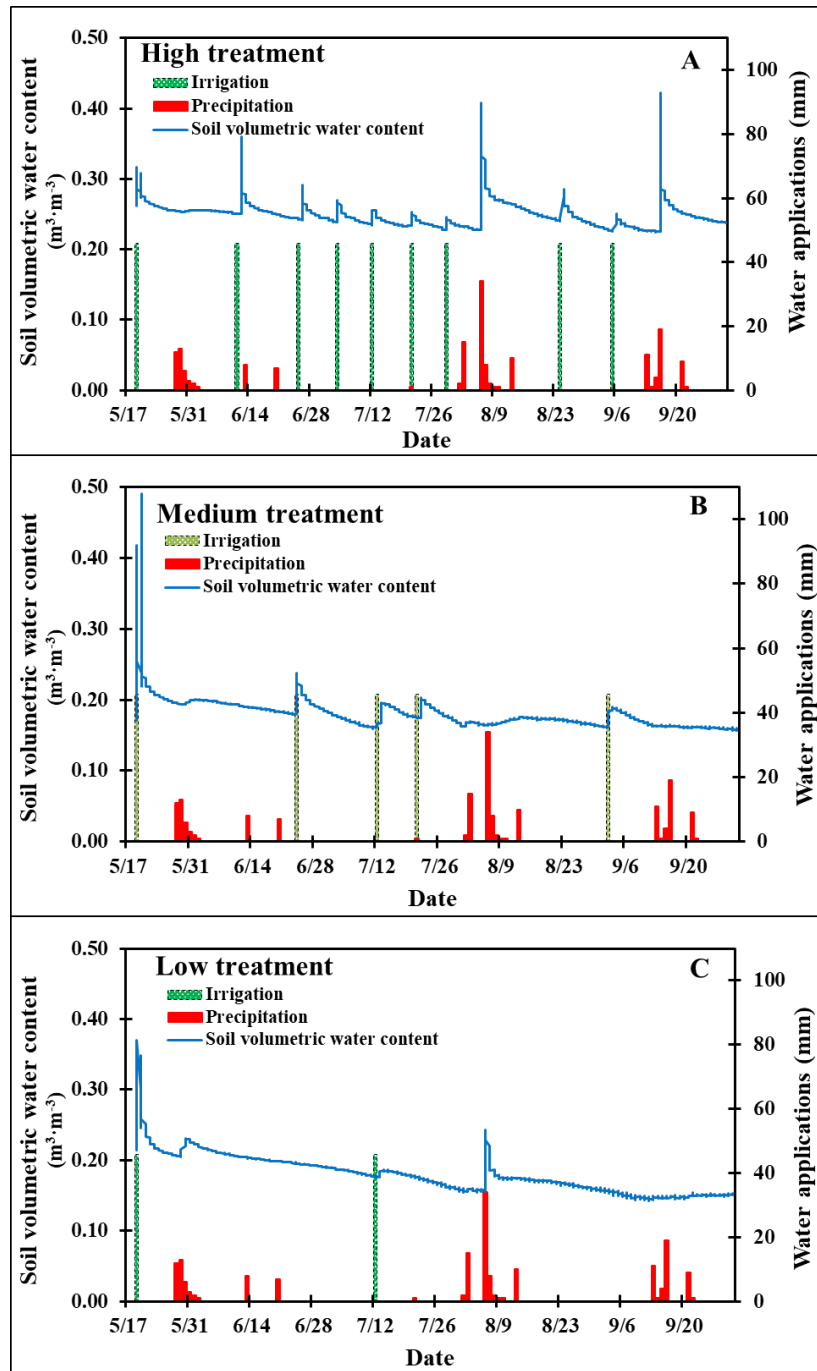 High treatment
A
Irrigation
Precipitation
Soil volumetric water content
Soil volumetric water content
(m³·m⁻³)
0.50
0.40
0.30
0.20
0.10
0.00
100
80
60
40
20
0
Water applications (mm)
5/17 5/31 6/14 6/28 7/12 7/26 8/9 8/23 9/6 9/20
Date
Medium treatment
B
Irrigation
Precipitation
Soil volumetric water content
Soil volumetric water content
(m³·m⁻³)
0.50
0.40
0.30
0.20
0.10
0.00
100
80
60
40
20
0
Water applications (mm)
5/17 5/31 6/14 6/28 7/12 7/26 8/9 8/23 9/6 9/20
Date
Low treatment
C
Irrigation
Precipitation
Soil volumetric water content
Soil volumetric water content
(m³·m⁻³)
0.50
0.40
0.30
0.20
0.10
0.00
100
80
60
40
20
0
Water applications (mm)
5/17 5/31 6/14 6/28 7/12 7/26 8/9 8/23 9/6 9/20
Date